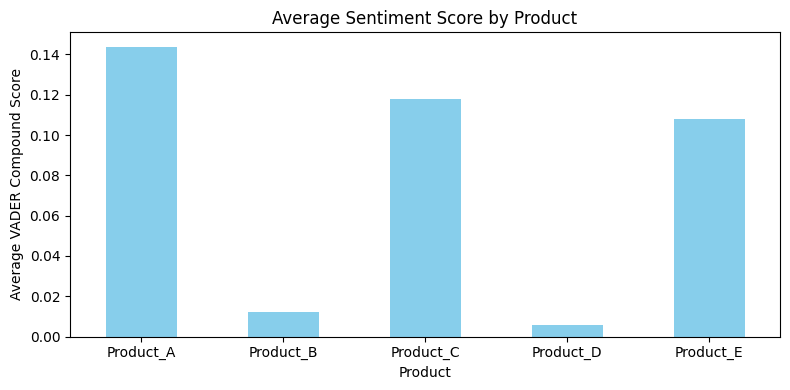 Average Sentiment Score by Product
Average VADER Compound Score
0.14
0.12
0.10
0.08
0.06
0.04
0.02
0.00
Product_A Product_B Product_C Product_D Product_E
Product